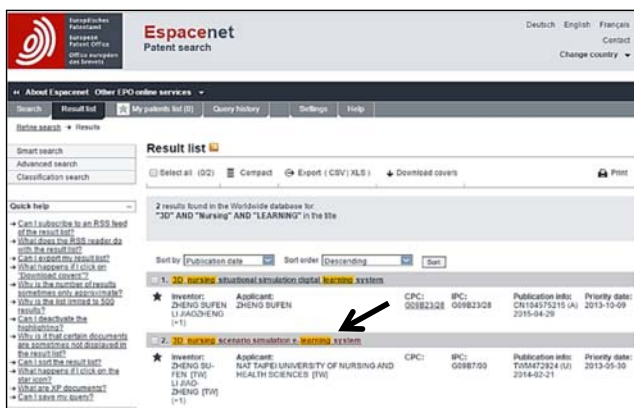 Europäisches
Patentamt
European
Patent Office
Office européen
des brevets
Espacenet
Patent search
Deutsch English Français
Contact
Change country
About Espacenet Other EPO online services
Search Result list My patents list (0) Query history Settings Help
Refine search → Results
Smart search
Advanced search
Classification search
Quick help
→ Can I subscribe to an RSS feed
of the result list?
→ What does the RSS reader do
with the result list?
→ Can I export my result list?
→ What happens if I click on
"Download covers"?
→ Why is the number of results
sometimes only approximate?
→ Why is the list limited to 500
results?
→ Can I deactivate the
highlighting?
→ Why is it that certain documents
are sometimes not displayed in
the result list?
→ Can I sort the result list?
→ What happens if I click on the
star icon?
→ What are XP documents?
→ Can I save my query?
Result list
Select all (0/2) Compact Export ( CSV | XLS ) Download covers Print
2 results found in the Worldwide database for:
"3D" AND "Nursing" AND "LEARNING" in the title
Sort by Publication date Sort order Descending Sort
1. 3D nursing situational simulation digital learning system
Inventor: Applicant: CPC: IPC: Publication info: Priority date:
ZHENG SUFEN ZHENG SUFEN G09B23/28 G09B23/28 CN104575215 (A) 2013-10-09
LI JIAOZHENG 2015-04-29
(+1)
2. 3D nursing scenario simulation e-learning system
Inventor: Applicant: CPC: IPC: Publication info: Priority date:
ZHENG SU- NAT TAIPEI UNIVERSITY OF NURSING AND G09B7/00 TWM472924 (U) 2013-05-30
FEN [TW] HEALTH SCIENCES [TW] 2014-02-21
LI JIAO-
ZHENG [TW]
(+1)